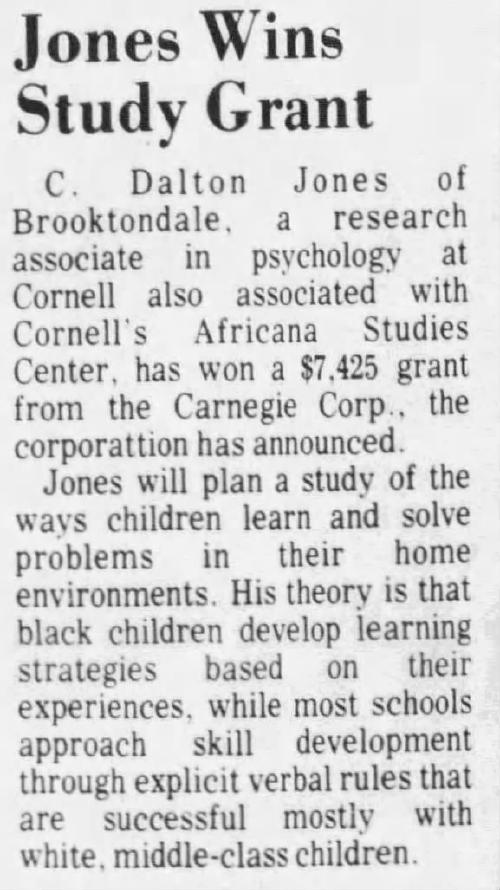 Jones Wins
Study Grant
C. Dalton Jones of
Brooktondale, a research
associate in psychology at
Cornell also associated with
Cornell's Africana Studies
Center, has won a $7,425 grant
from the Carnegie Corp., the
corporattion has announced.
Jones will plan a study of the
ways children learn and solve
problems in their home
environments. His theory is that
black children develop learning
strategies based on their
experiences, while most schools
approach skill development
through explicit verbal rules that
are successful mostly with
white, middle-class children.